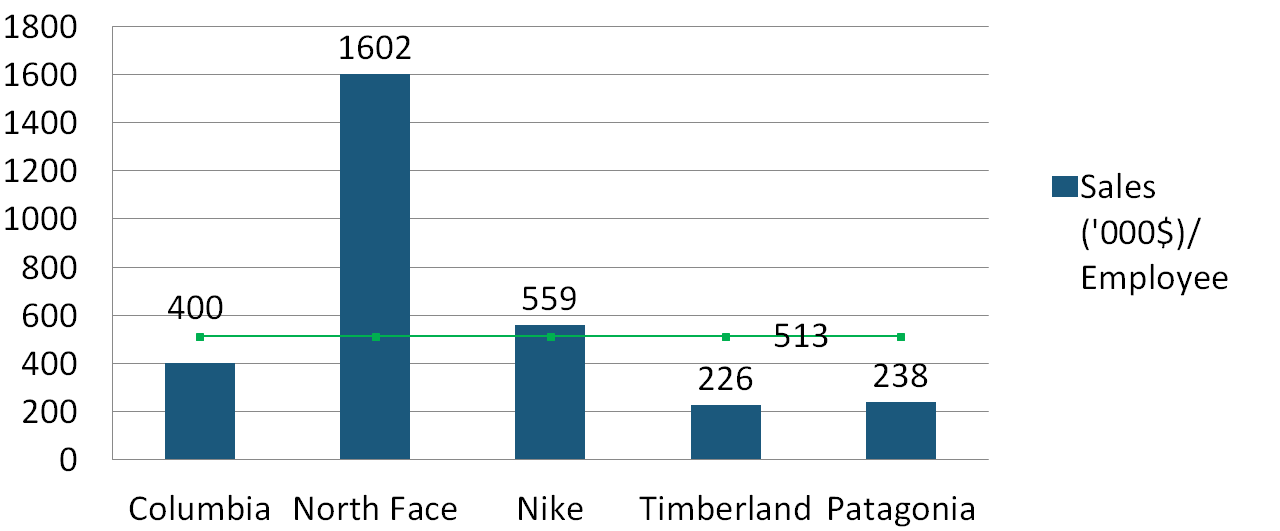 1800
1600
1400
1200
1000
800
600
400
200
0
400
1602
559
226
513
238
Columbia
North Face
Nike
Timberland
Patagonia
Sales
('000$)/
Employee